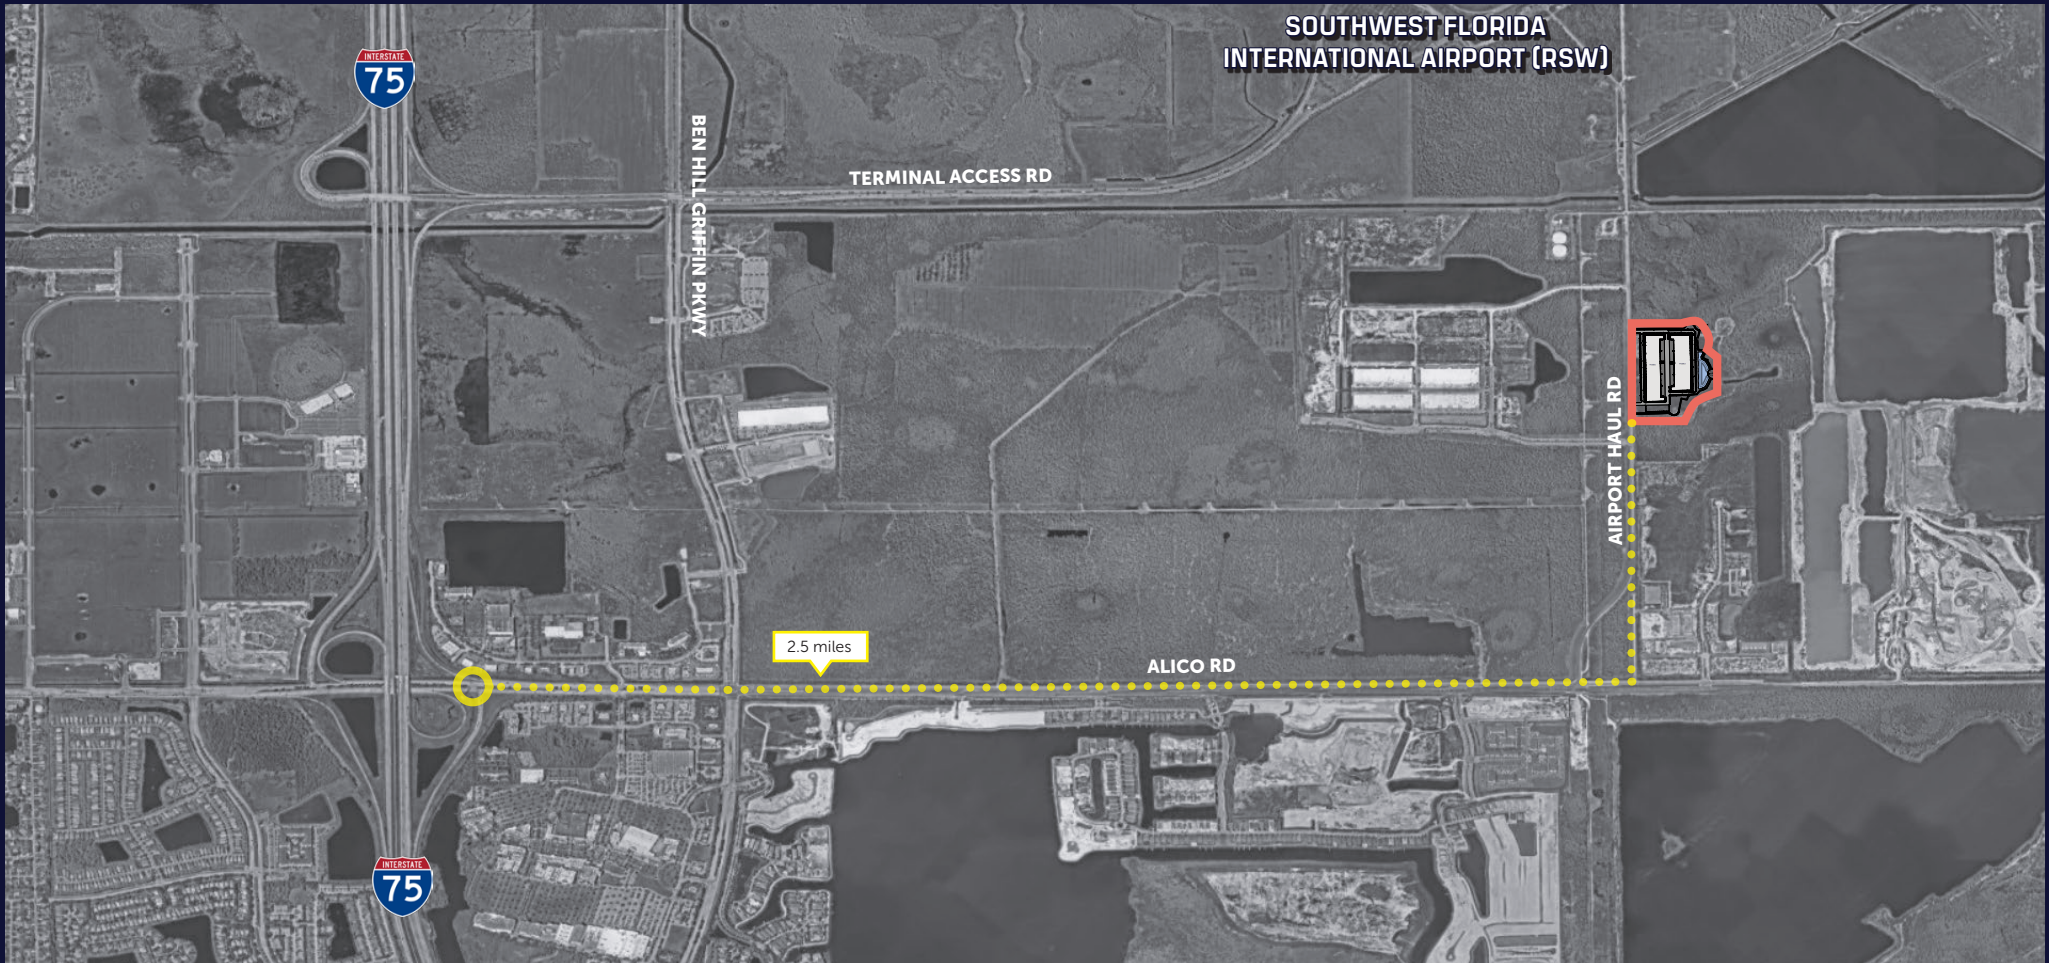 SOUTHWEST FLORIDA
INTERNATIONAL AIRPORT (RSW)
INTERSTATE
75
BEN HILL GRIFFIN PKWY
TERMINAL ACCESS RD
AIRPORT HAUL RD
2.5 miles
ALICO RD
INTERSTATE
75